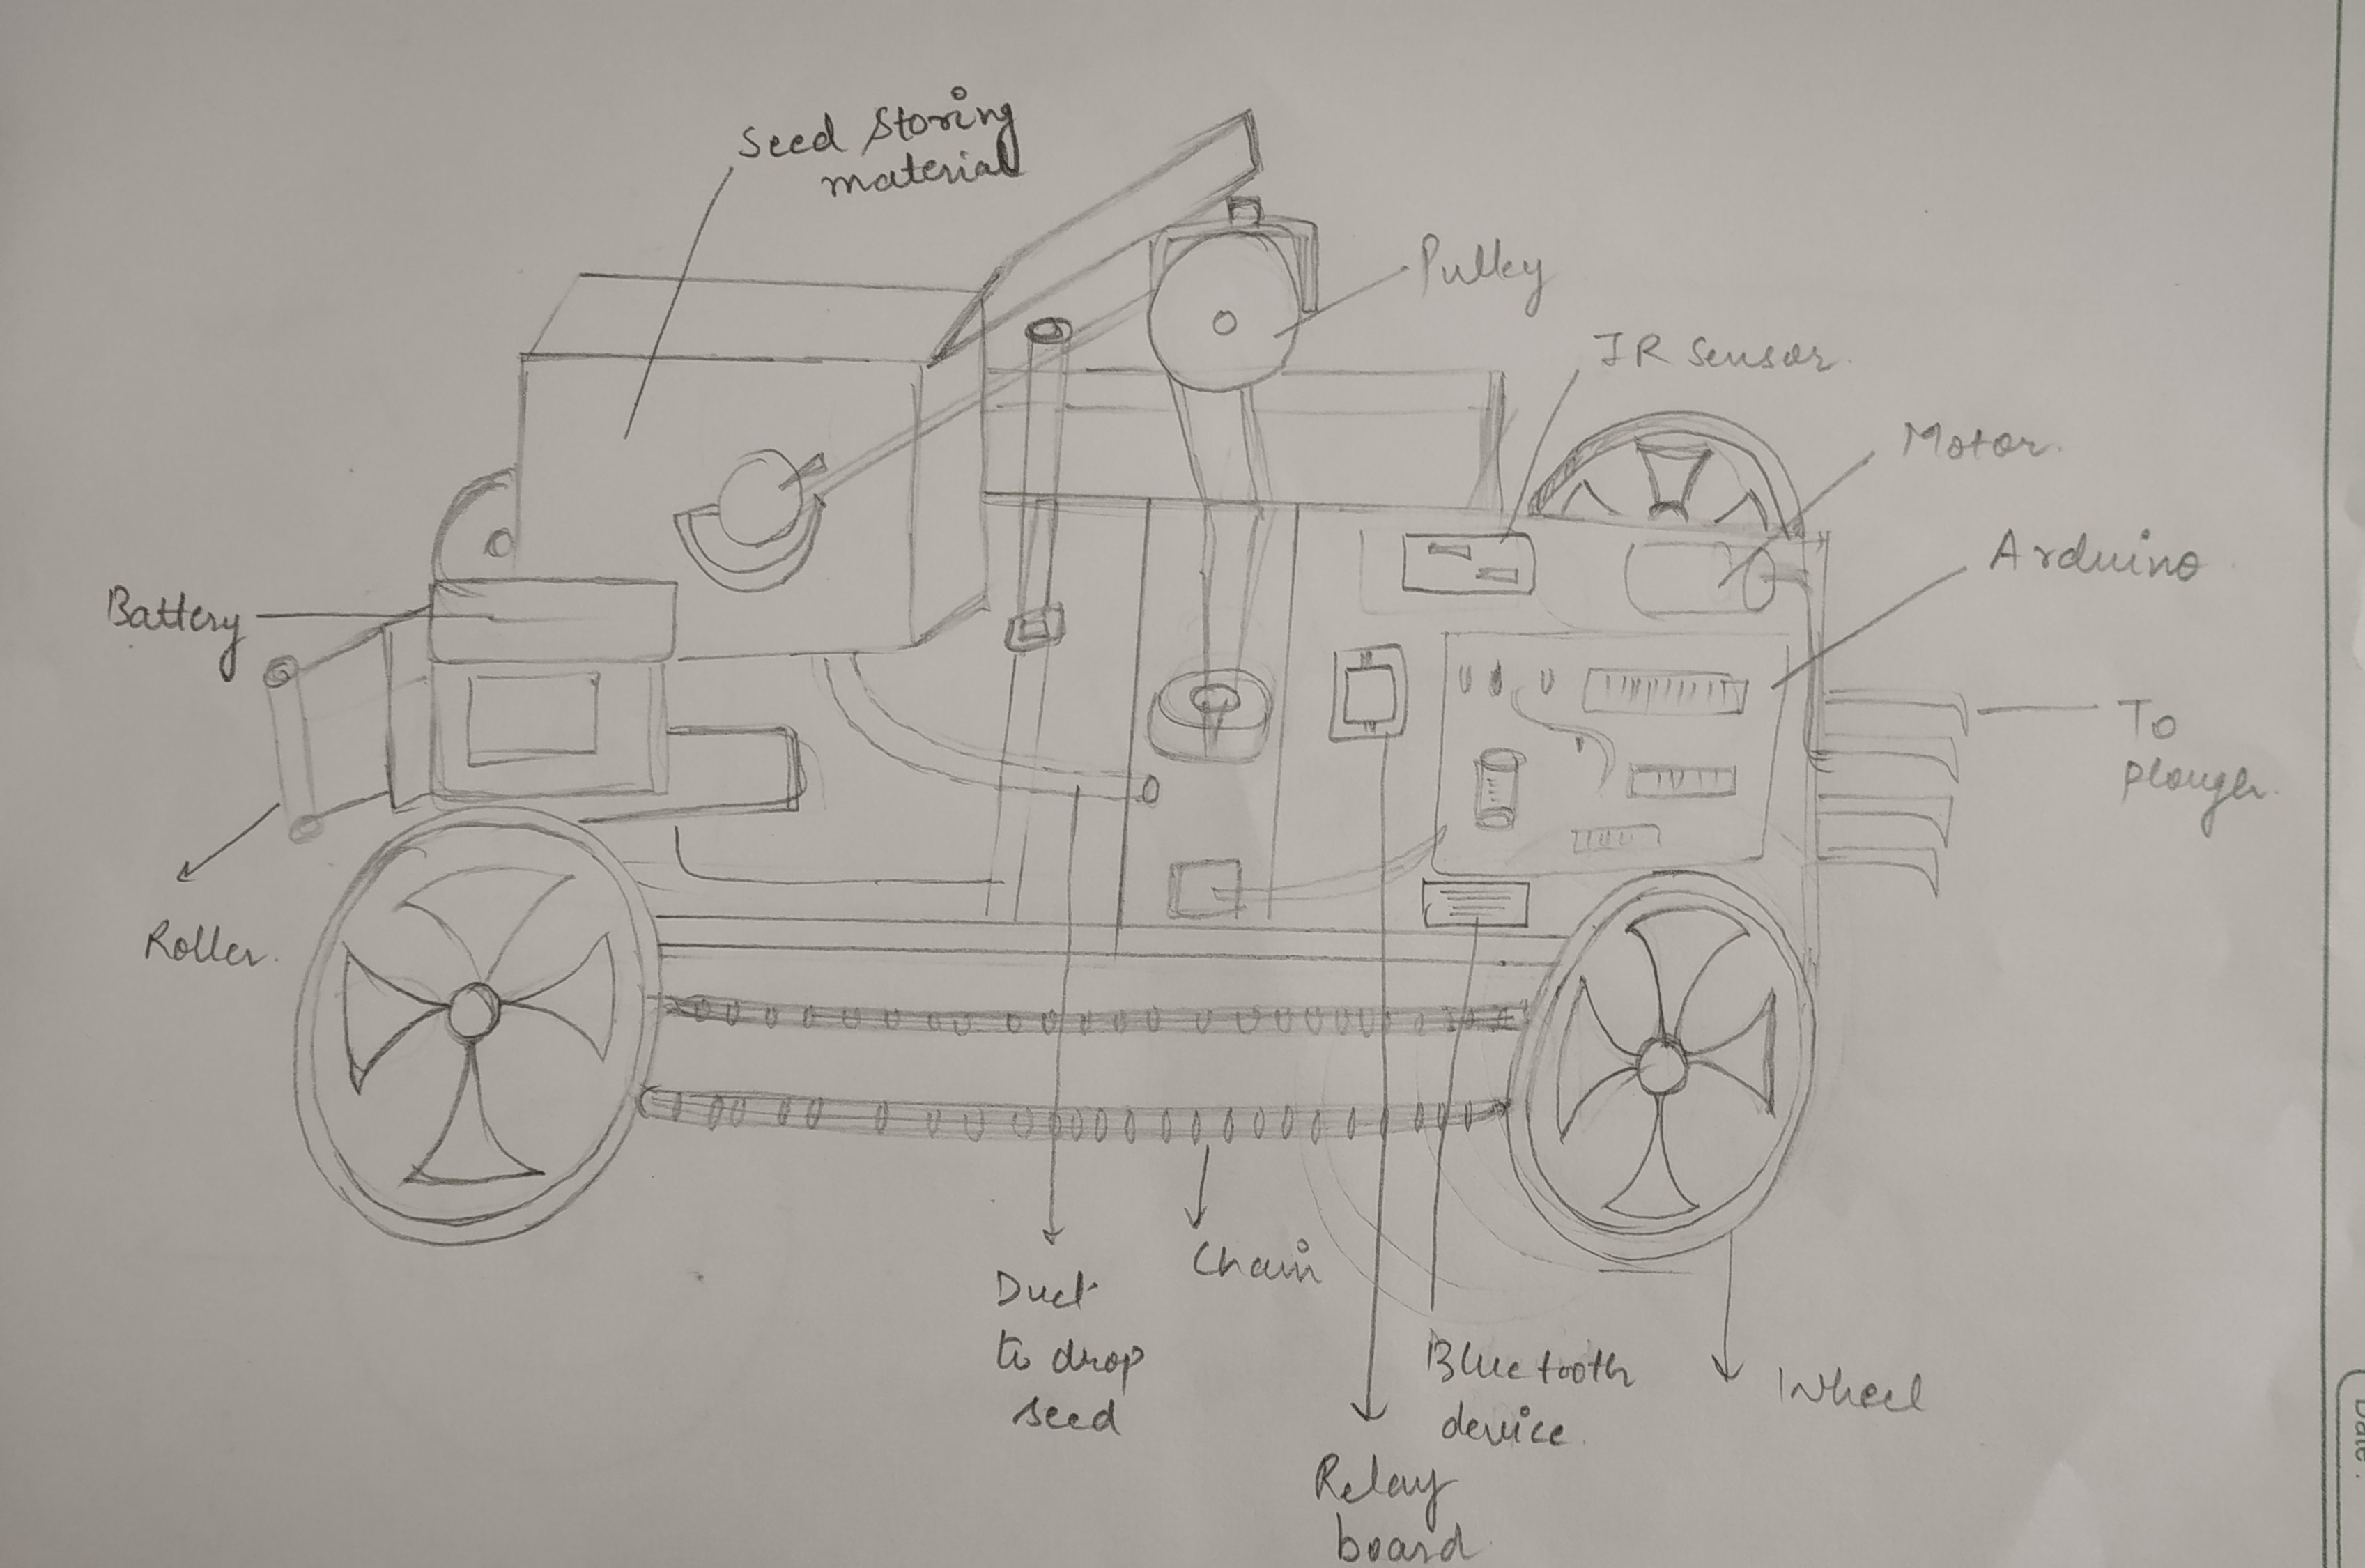 Seed Storing
material
Pulley
IR Sensor.
Motor.
Arduino
Battery
To
plough
Roller.
Chain
Duct
to drop
seed
Bluetooth
device.
Wheel
Relay
board
Date :